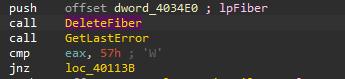 push offset dword_4034E0 ; lpFiber
call DeleteFiber
call GetLastError
cmp eax, 57h ; 'W'
jnz loc_40113B